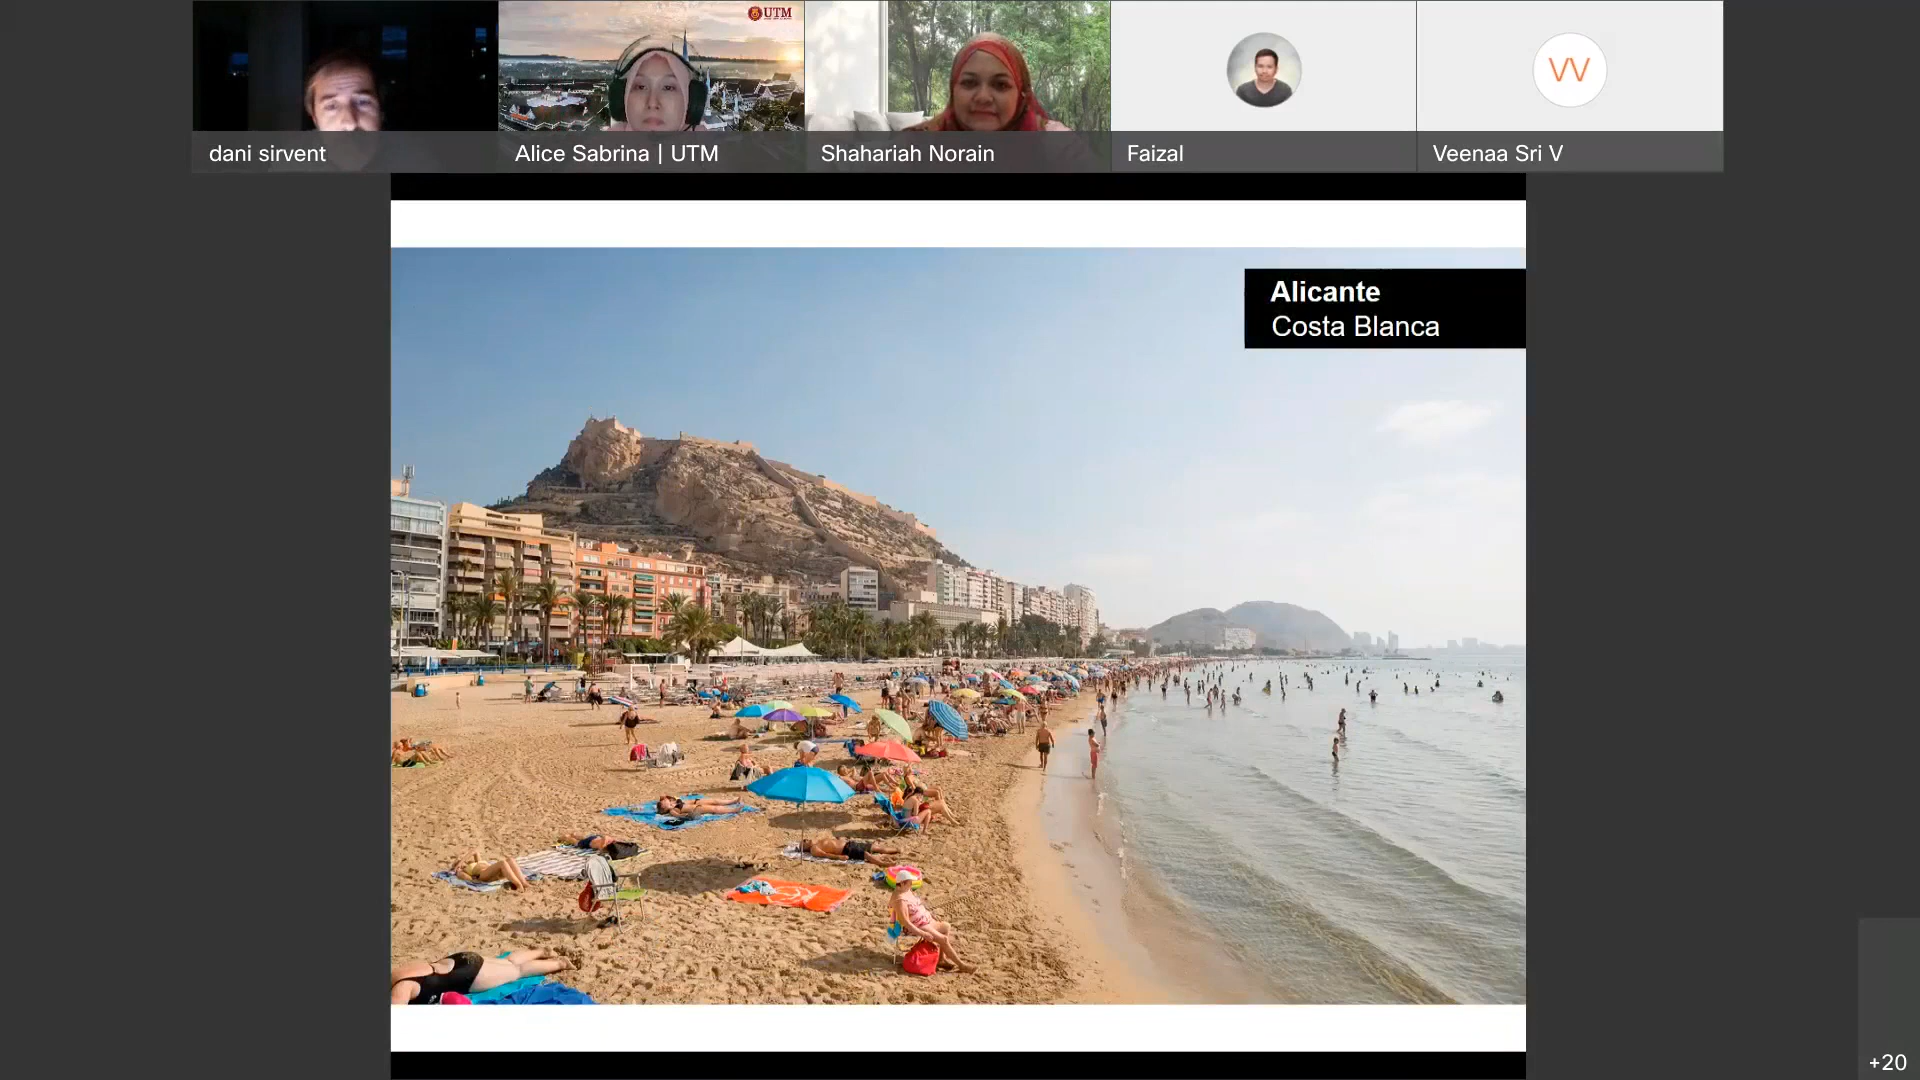 UTM
dani sirvent
Alice Sabrina | UTM
Shahariah Norain
Faizal
VV
Veenaa Sri V
Alicante
Costa Blanca
+20